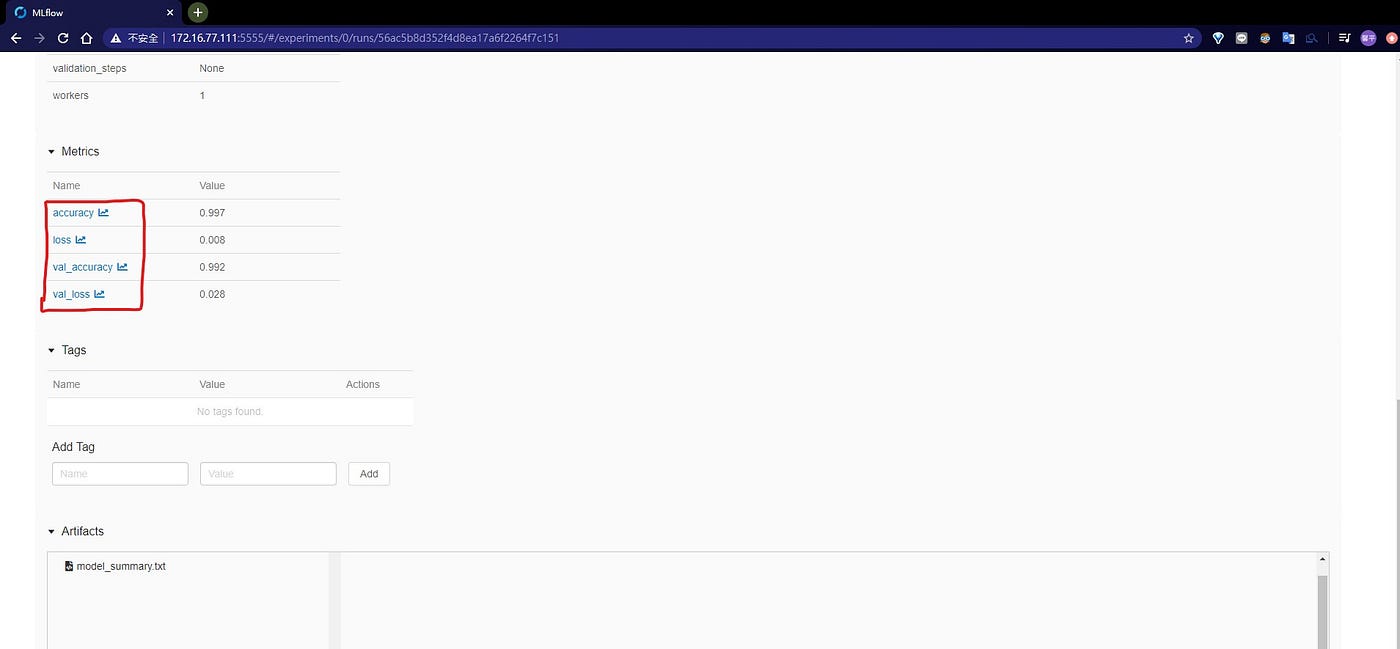 MLflow
不安全 172.16.77.111:5555/#/experiments/0/runs/56ac5b8d352f4d8ea17a6f2264f7c151
validation_steps None
workers 1
Metrics
Name Value
accuracy 0.997
loss 0.008
val_accuracy 0.992
val_loss 0.028
Tags
Name Value Actions
No tags found.
Add Tag
Name Value Add
Artifacts
model_summary.txt